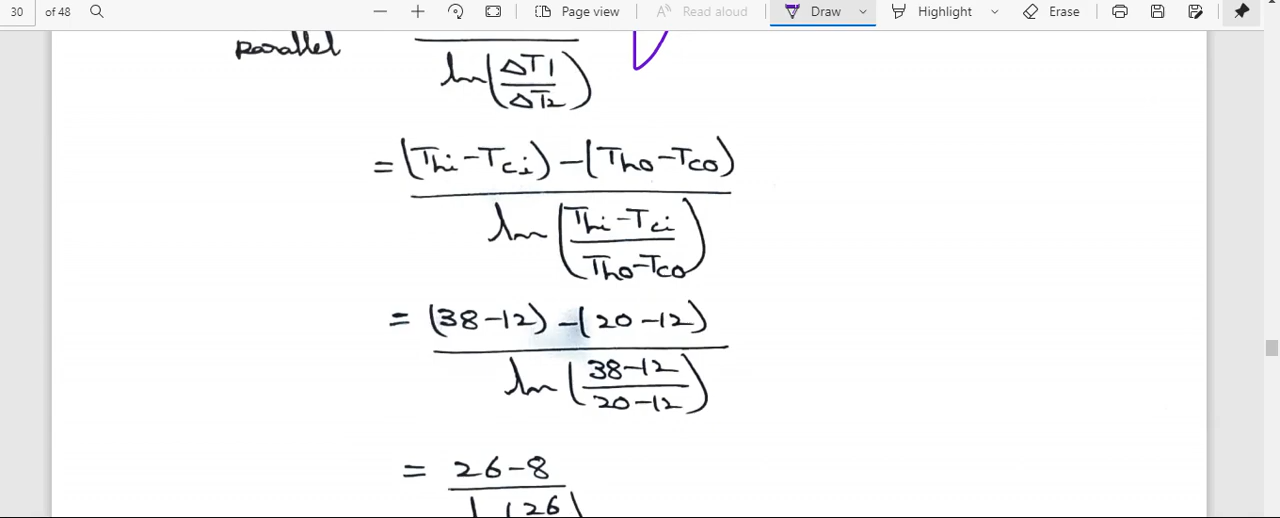 30 of 48 Page view Read aloud Draw Highlight Erase
parallel
ln(ΔT1/ΔT2)
= (Thi-Tci)-(Tho-Tco)
ln(Thi-Tci/Tho-Tco)
= (38-12)-(20-12)
ln(38-12/20-12)
= 26-8
26